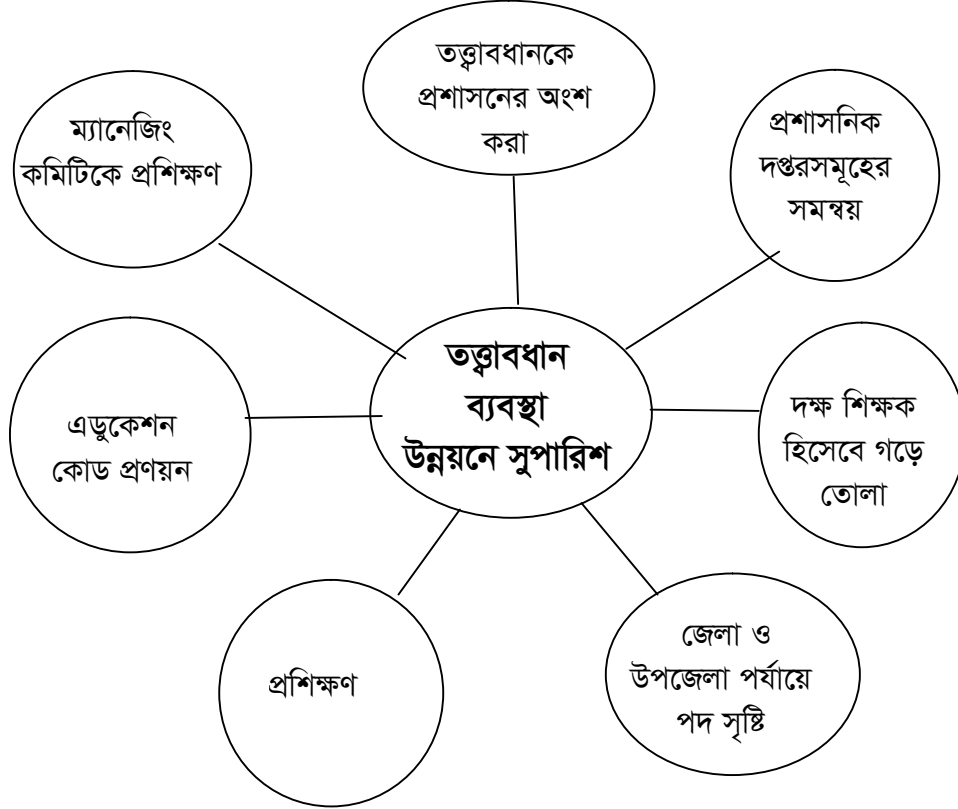 তত্ত্বাবধানকে
প্রশাসনের অংশ
করা
ম্যানেজিং
কমিটিকে প্রশিক্ষণ
প্রশাসনিক
দপ্তরসমূহের
সমন্বয়
তত্ত্বাবধান
ব্যবস্থা
উন্নয়নে সুপারিশ
এডুকেশন
কোড প্রণয়ন
দক্ষ শিক্ষক
হিসেবে গড়ে
তোলা
প্রশিক্ষণ
জেলা ও
উপজেলা পর্যায়ে
পদ সৃষ্টি